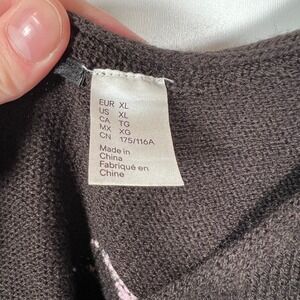 EUR XL
US XL
CA TG
MX XG
CN 175/116A
Made in
China
Fabriqué en
Chine